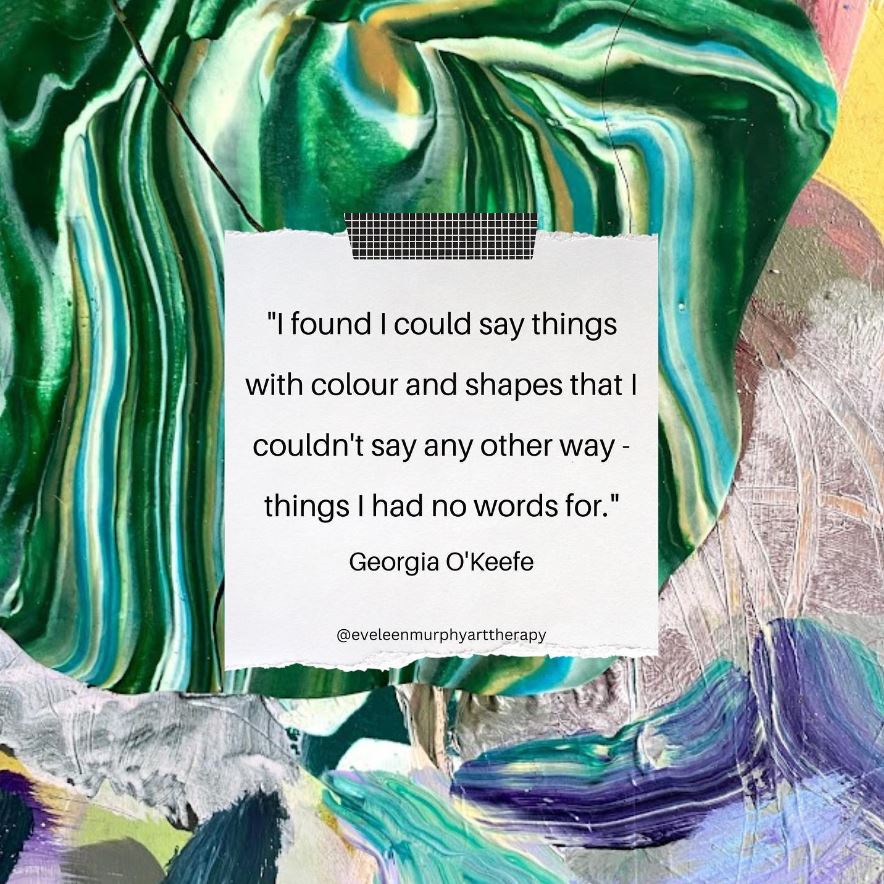 "I found I could say things
with colour and shapes that I
couldn't say any other way -
things I had no words for."
Georgia O'Keefe
@eveleenmurphyarttherapy